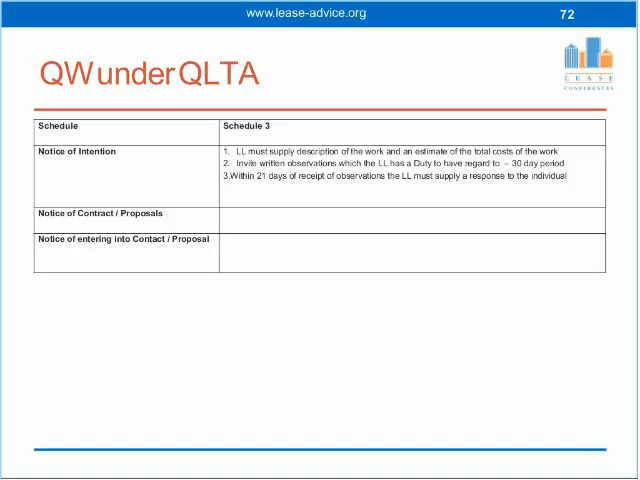 www.lease-advice.org
72
QW under QLTA
L E A S E
CONFERENCES
Schedule
Schedule 3
Notice of Intention
1. LL must supply description of the work and an estimate of the total costs of the work
2. Invite written observations which the LL has a Duty to have regard to – 30 day period
3.Within 21 days of receipt of observations the LL must supply a response to the individual
Notice of Contract / Proposals
Notice of entering into Contact / Proposal